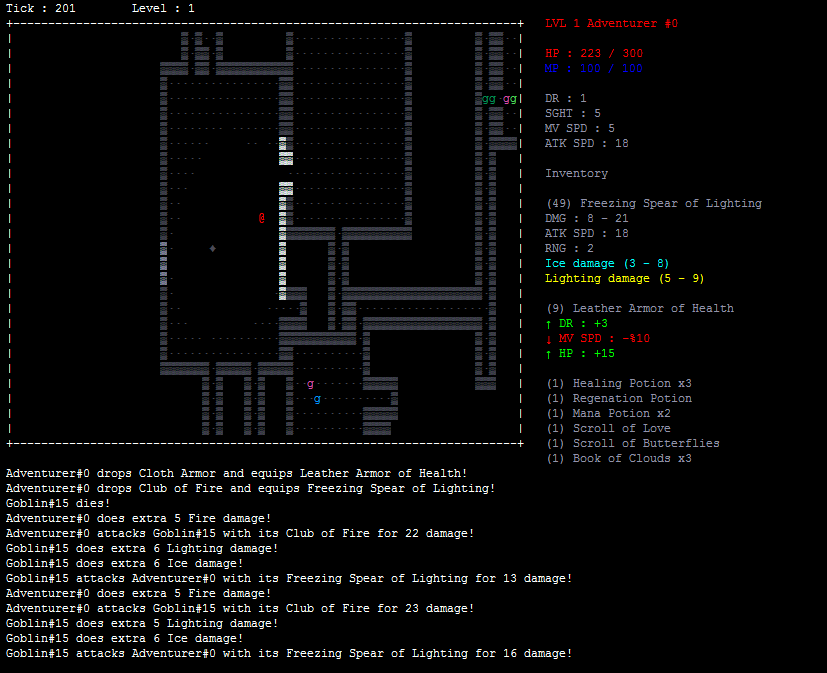 Tick : 201 Level : 1
LVL 1 Adventurer #0
HP : 223 / 300
MP : 100 / 100
DR : 1
SGHT : 5
MV SPD : 5
ATK SPD : 18
Inventory
(49) Freezing Spear of Lighting
DMG : 8 - 21
ATK SPD : 18
RNG : 2
Ice damage (3 - 8)
Lighting damage (5 - 9)
(9) Leather Armor of Health
↑ DR : +3
↓ MV SPD : -%10
↑ HP : +15
(1) Healing Potion x3
(1) Regenation Potion
(1) Mana Potion x2
(1) Scroll of Love
(1) Scroll of Butterflies
(1) Book of Clouds x3
Adventurer#0 drops Cloth Armor and equips Leather Armor of Health!
Adventurer#0 drops Club of Fire and equips Freezing Spear of Lighting!
Goblin#15 dies!
Adventurer#0 does extra 5 Fire damage!
Adventurer#0 attacks Goblin#15 with its Club of Fire for 22 damage!
Goblin#15 does extra 6 Lighting damage!
Goblin#15 does extra 6 Ice damage!
Goblin#15 attacks Adventurer#0 with its Freezing Spear of Lighting for 13 damage!
Adventurer#0 does extra 5 Fire damage!
Adventurer#0 attacks Goblin#15 with its Club of Fire for 23 damage!
Goblin#15 does extra 5 Lighting damage!
Goblin#15 does extra 6 Ice damage!
Goblin#15 attacks Adventurer#0 with its Freezing Spear of Lighting for 16 damage!